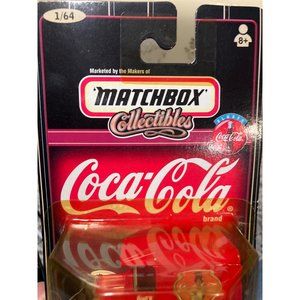 1/64
8+
Marketed by the Makers of
MATCHBOX
Collectibles
Coca-Cola
Coca-Cola
brand